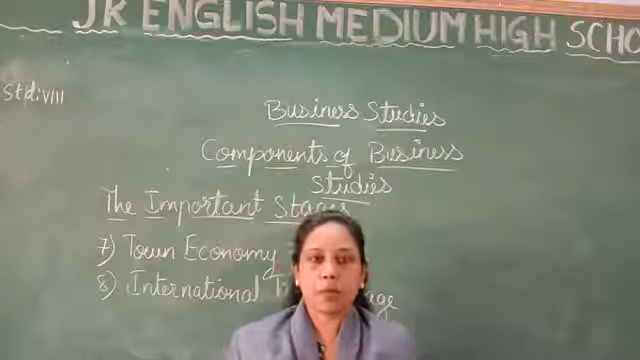 JK ENGLISH MEDIUM HIGH SCHO
Std:VIII
Business Studies
Components of Business
Studies
The Important Stages
7) Town Economy
8) International